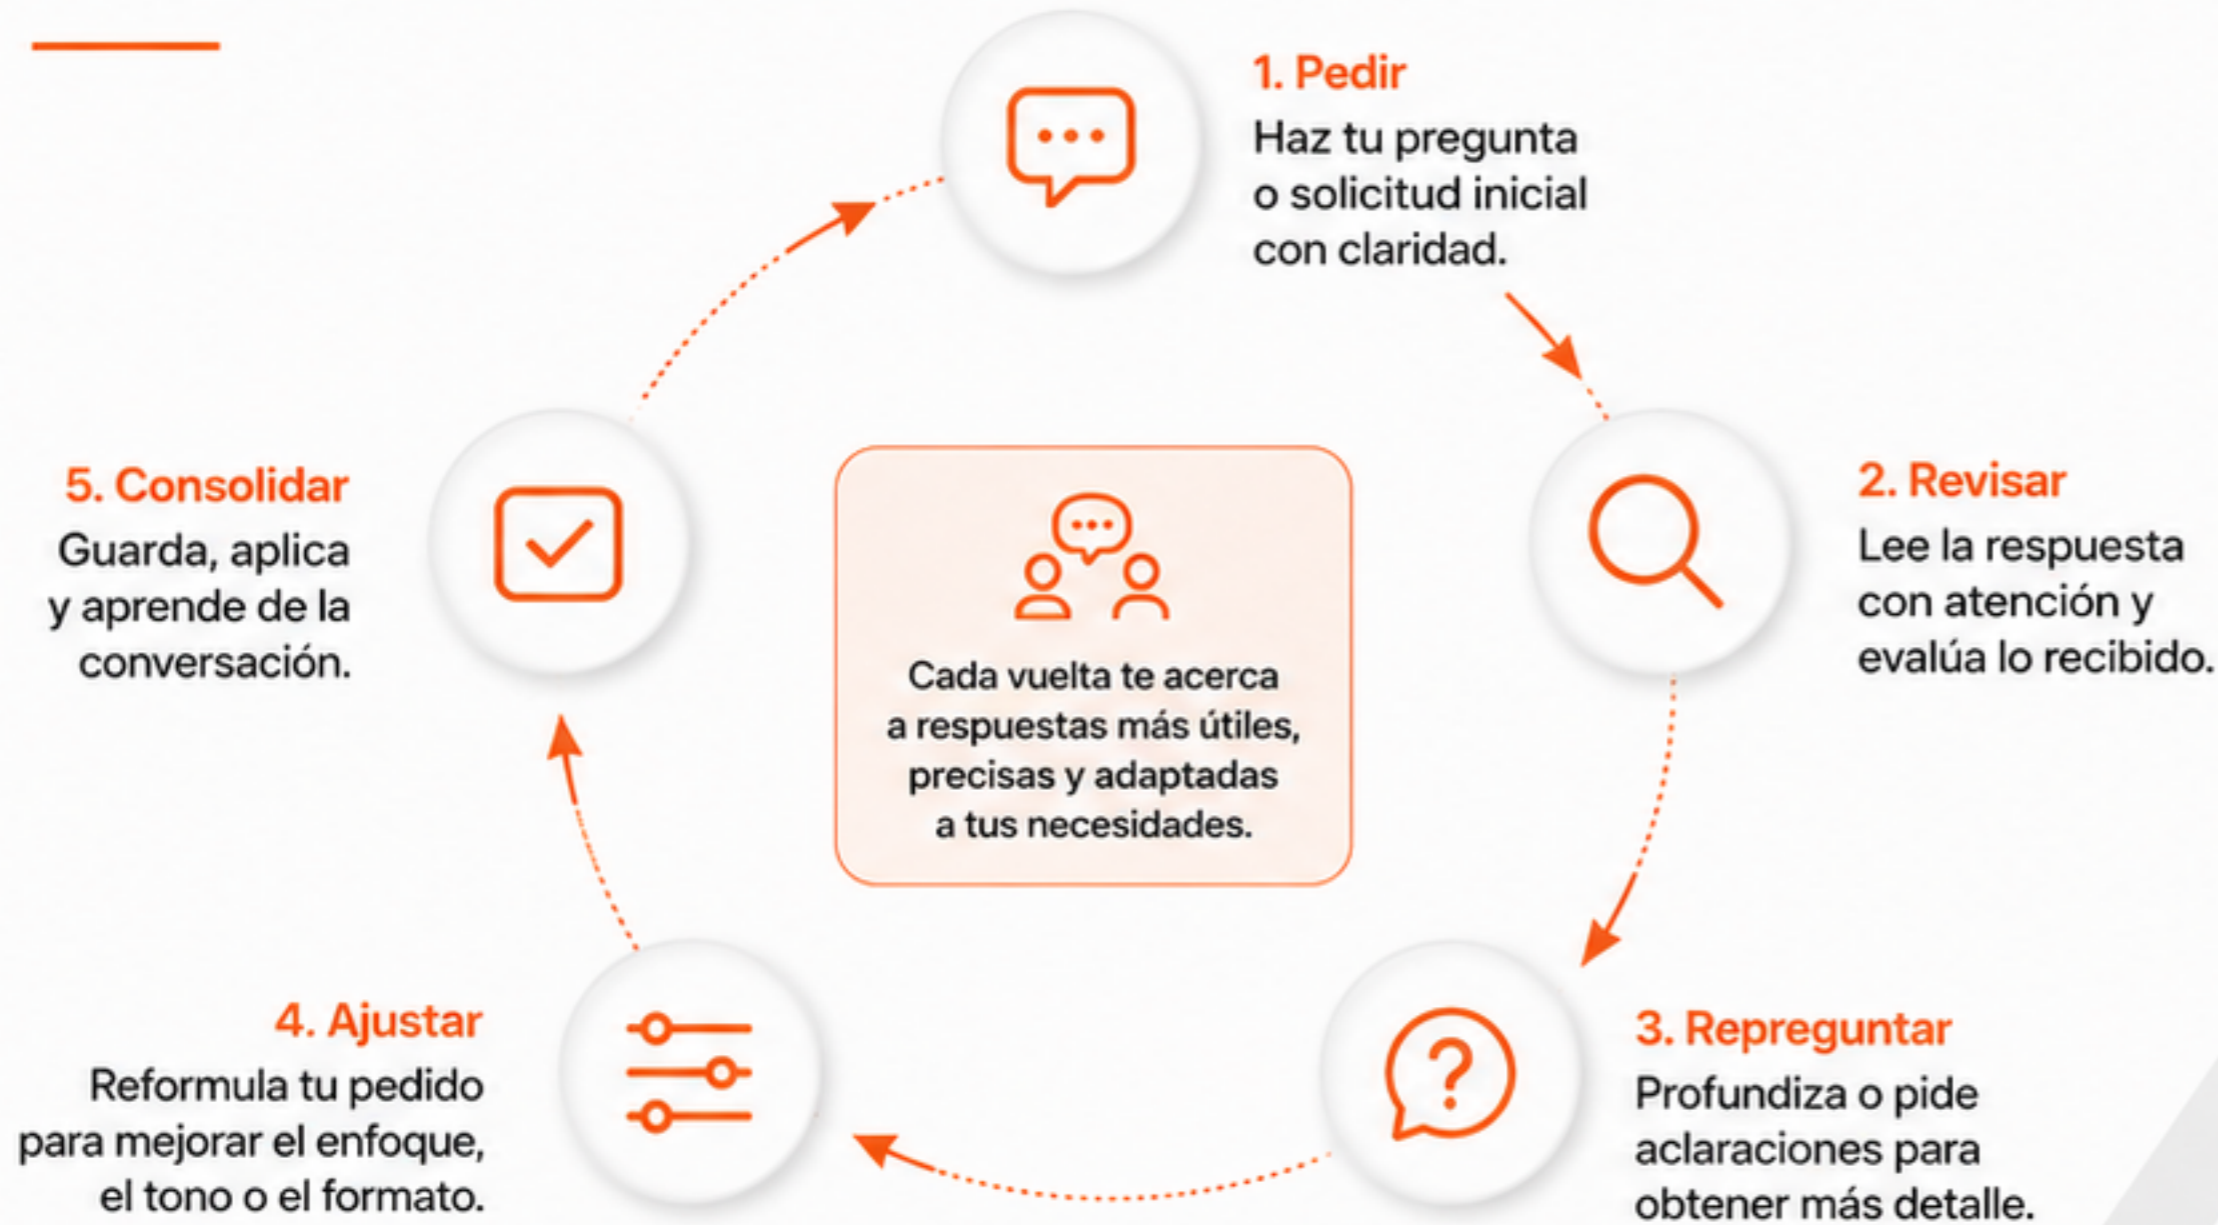 1. Pedir
Haz tu pregunta
o solicitud inicial
con claridad.
2. Revisar
Lee la respuesta
con atención y
evalúa lo recibido.
3. Repreguntar
Profundiza o pide
aclaraciones para
obtener más detalle.
4. Ajustar
Reformula tu pedido
para mejorar el enfoque,
el tono o el formato.
5. Consolidar
Guarda, aplica
y aprende de la
conversación.
Cada vuelta te acerca
a respuestas más útiles,
precisas y adaptadas
a tus necesidades.